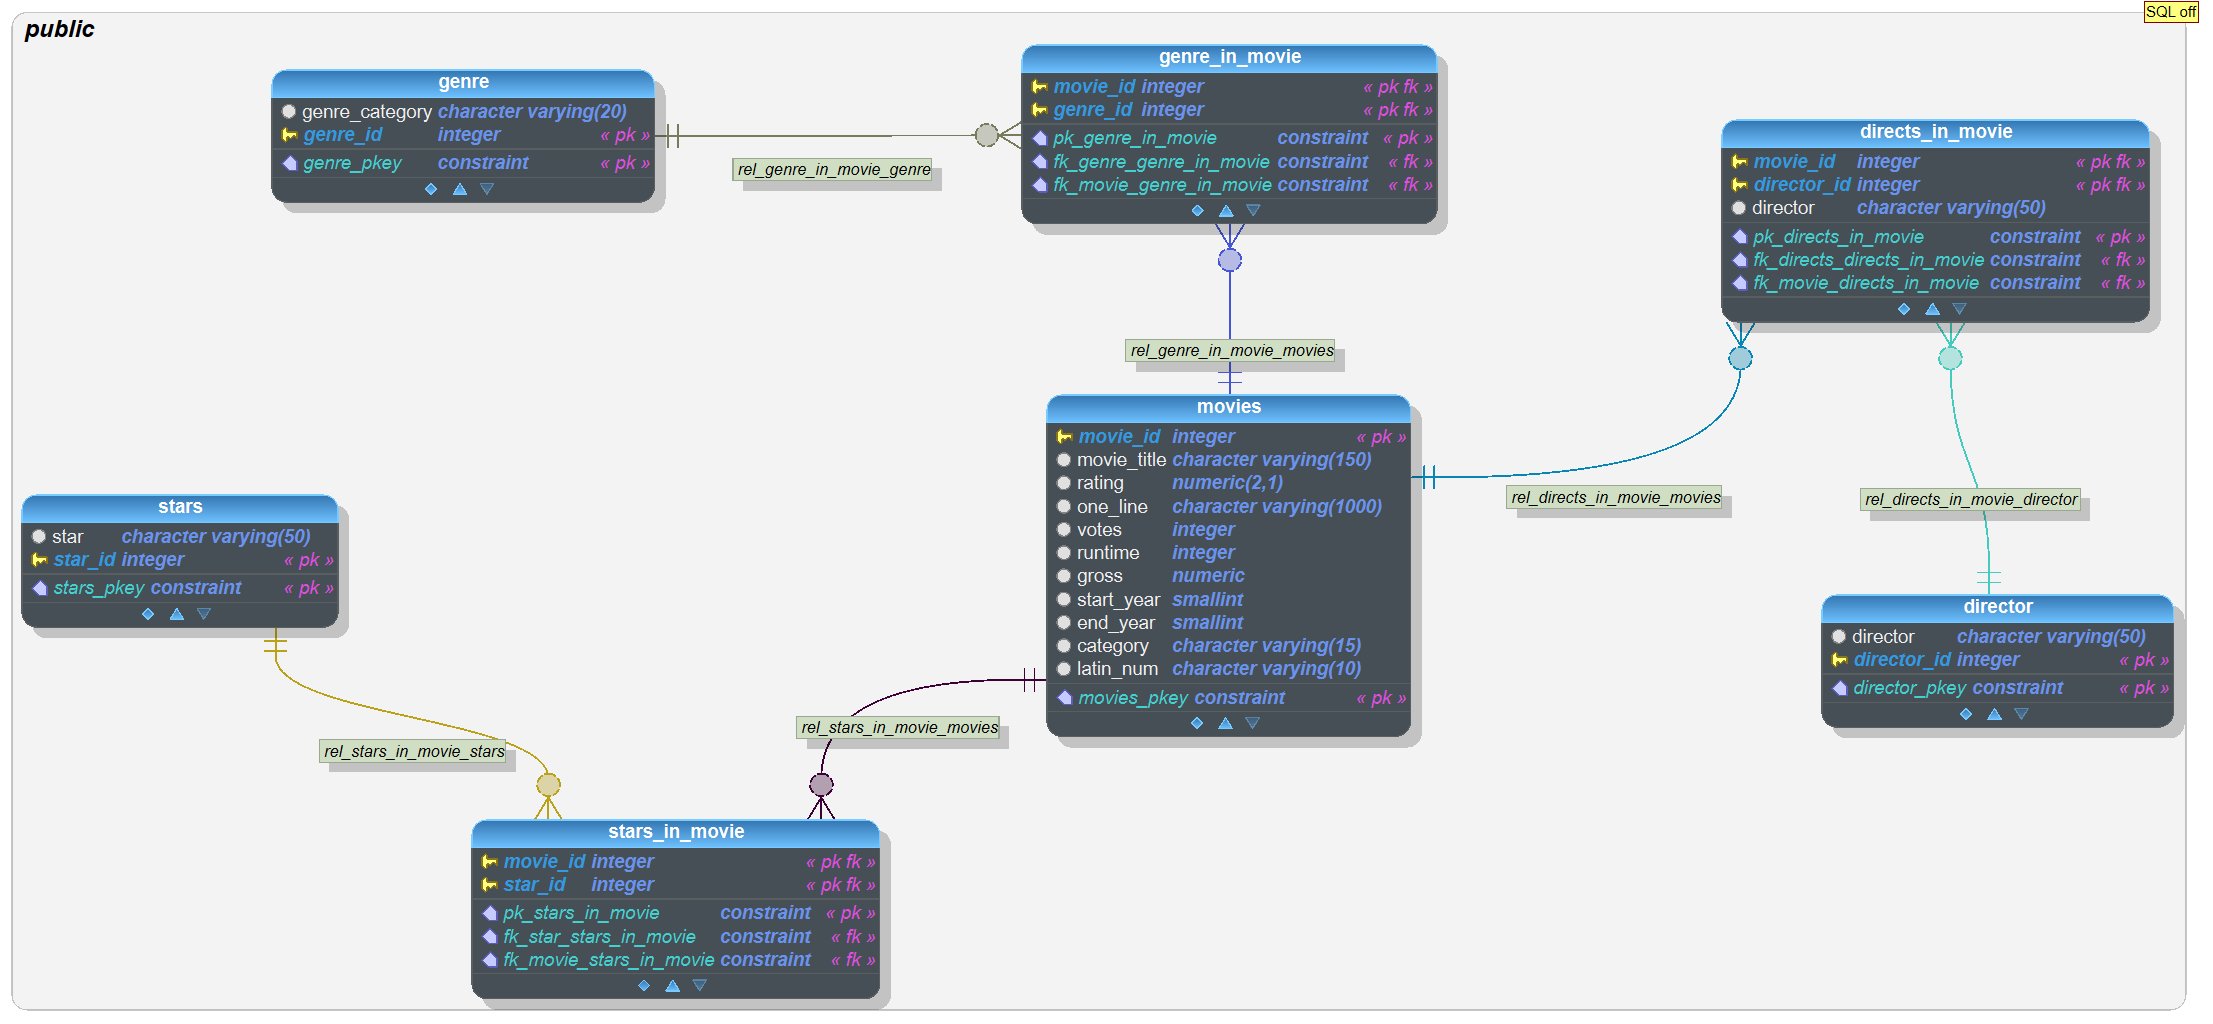 SQL off
public
genre
genre_category character varying(20)
genre_id integer « pk »
genre_pkey constraint « pk »
rel_genre_in_movie_genre
genre_in_movie
movie_id integer « pk fk »
genre_id integer « pk fk »
pk_genre_in_movie constraint « pk »
fk_genre_genre_in_movie constraint « fk »
fk_movie_genre_in_movie constraint « fk »
directs_in_movie
movie_id integer « pk fk »
director_id integer « pk fk »
director character varying(50)
pk_directs_in_movie constraint « pk »
fk_directs_directs_in_movie constraint « fk »
fk_movie_directs_in_movie constraint « fk »
rel_genre_in_movie_movies
movies
movie_id integer « pk »
movie_title character varying(150)
rating numeric(2,1)
one_line character varying(1000)
votes integer
runtime integer
gross numeric
start_year smallint
end_year smallint
category character varying(15)
latin_num character varying(10)
movies_pkey constraint « pk »
rel_directs_in_movie_movies
rel_directs_in_movie_director
stars
star character varying(50)
star_id integer « pk »
stars_pkey constraint « pk »
director
director character varying(50)
director_id integer « pk »
director_pkey constraint « pk »
rel_stars_in_movie_stars
rel_stars_in_movie_movies
stars_in_movie
movie_id integer « pk fk »
star_id integer « pk fk »
pk_stars_in_movie constraint « pk »
fk_star_stars_in_movie constraint « fk »
fk_movie_stars_in_movie constraint « fk »